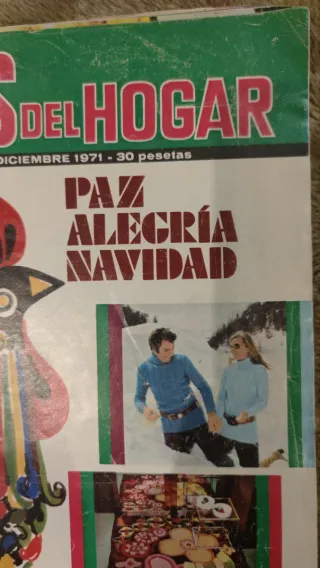 S DEL HOGAR
DICIEMBRE 1971 - 30 pesetas
PAZ
ALEGRÍA
NAVIDAD